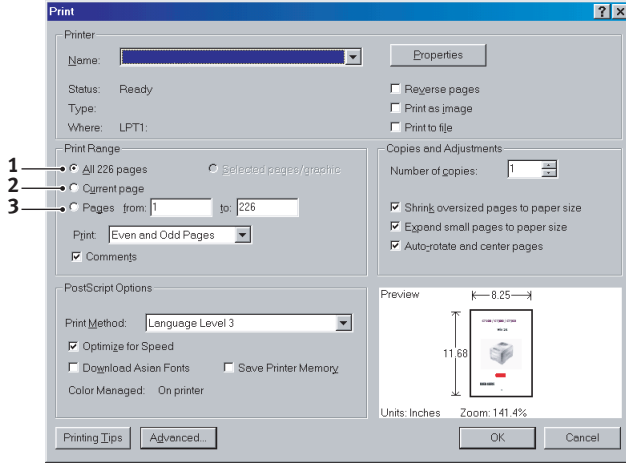 Print
Printer
Name:
Properties
Status: Ready
Reverse pages
Type:
Print as image
Where: LPT1:
Print to file
Print Range
Copies and Adjustments
1
All 226 pages
Selected pages/graphic
Number of copies: 1
2
Current page
3
Pages from: 1 to: 226
Shrink oversized pages to paper size
Print: Even and Odd Pages
Expand small pages to paper size
Comments
Auto-rotate and center pages
PostScript Options
Preview
8.25
Print Method: Language Level 3
Optimize for Speed
11.68
Download Asian Fonts
Save Printer Memory
Color Managed: On printer
Units: Inches Zoom: 141.4%
Printing Tips
Advanced...
OK
Cancel